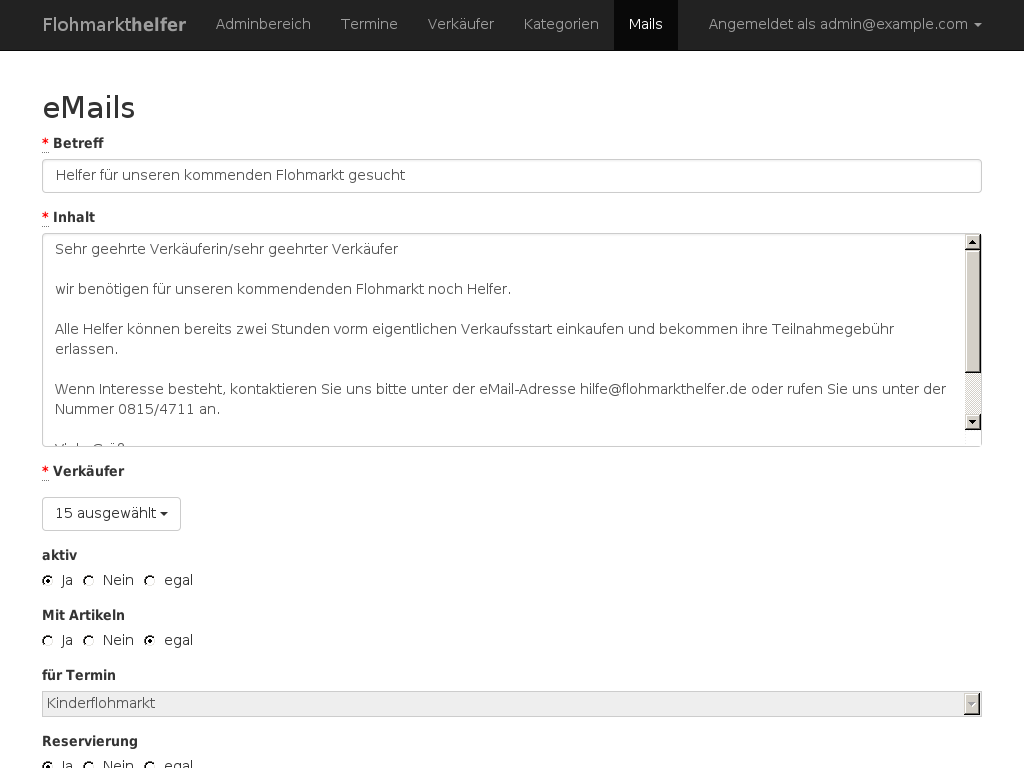 Flohmarkthelfer Adminbereich Termine Verkäufer Kategorien Mails Angemeldet als admin@example.com
eMails
* Betreff
Helfer für unseren kommenden Flohmarkt gesucht
* Inhalt
Sehr geehrte Verkäuferin/sehr geehrter Verkäufer
wir benötigen für unseren kommendenden Flohmarkt noch Helfer.
Alle Helfer können bereits zwei Stunden vorm eigentlichen Verkaufsstart einkaufen und bekommen ihre Teilnahmegebühr
erlassen.
Wenn Interesse besteht, kontaktieren Sie uns bitte unter der eMail-Adresse hilfe@flohmarkthelfer.de oder rufen Sie uns unter der
Nummer 0815/4711 an.
* Verkäufer
15 ausgewählt
aktiv
Ja Nein egal
Mit Artikeln
Ja Nein egal
für Termin
Kinderflohmarkt
Reservierung
Ja Nein egal